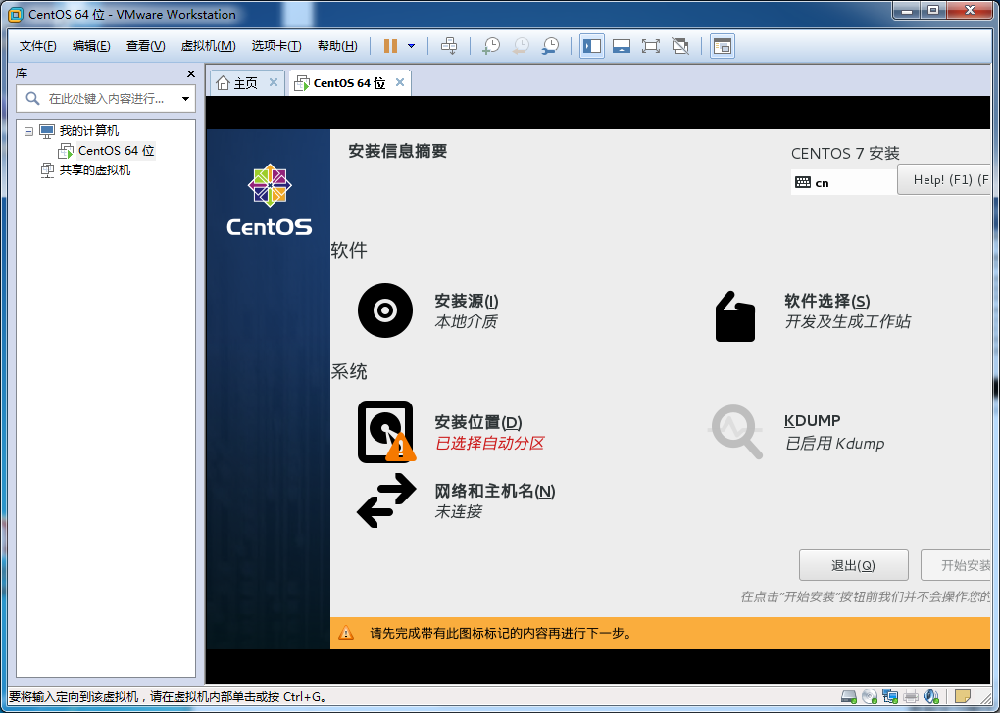 CentOS 64 位 - VMware Workstation
文件(F) 编辑(E) 查看(V) 虚拟机(M) 选项卡(T) 帮助(H)
库
在此处键入内容进行...
我的计算机
CentOS 64 位
共享的虚拟机
主页 CentOS 64 位
CentOS
安装信息摘要
CENTOS 7 安装
cn
Help! (F1) (F
软件
安装源(I)
本地介质
软件选择(S)
开发及生成工作站
系统
安装位置(D)
已选择自动分区
KDUMP
已启用 Kdump
网络和主机名(N)
未连接
退出(Q) 开始安装
在点击"开始安装"按钮前我们并不会操作您的
请先完成带有此图标标记的内容再进行下一步。
要将输入定向到该虚拟机，请在虚拟机内部单击或按 Ctrl+G。